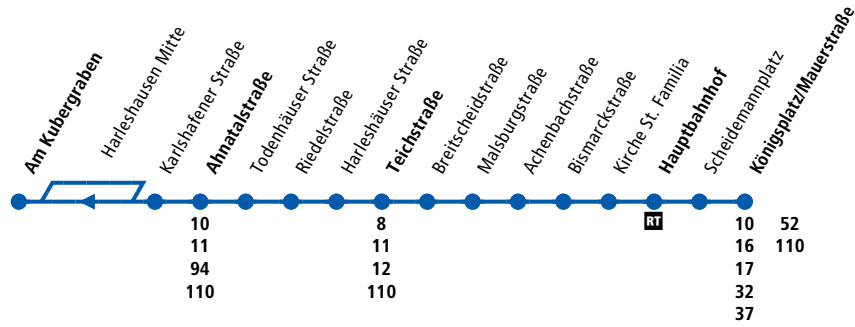 Am Kubergraben
Harleshausen Mitte
Karlshafener Straße
Ahnatalstraße
Todenhäuser Straße
Riedelstraße
Harleshäuser Straße
Teichstraße
Breitscheidstraße
Malsburgstraße
Achenbachstraße
Bismarckstraße
Kirche St. Familia
Hauptbahnhof
Scheidemannplatz
Königsplatz/Mauerstraße
10
11
94
110
8
11
12
110
RT
10 52
16 110
17
32
37